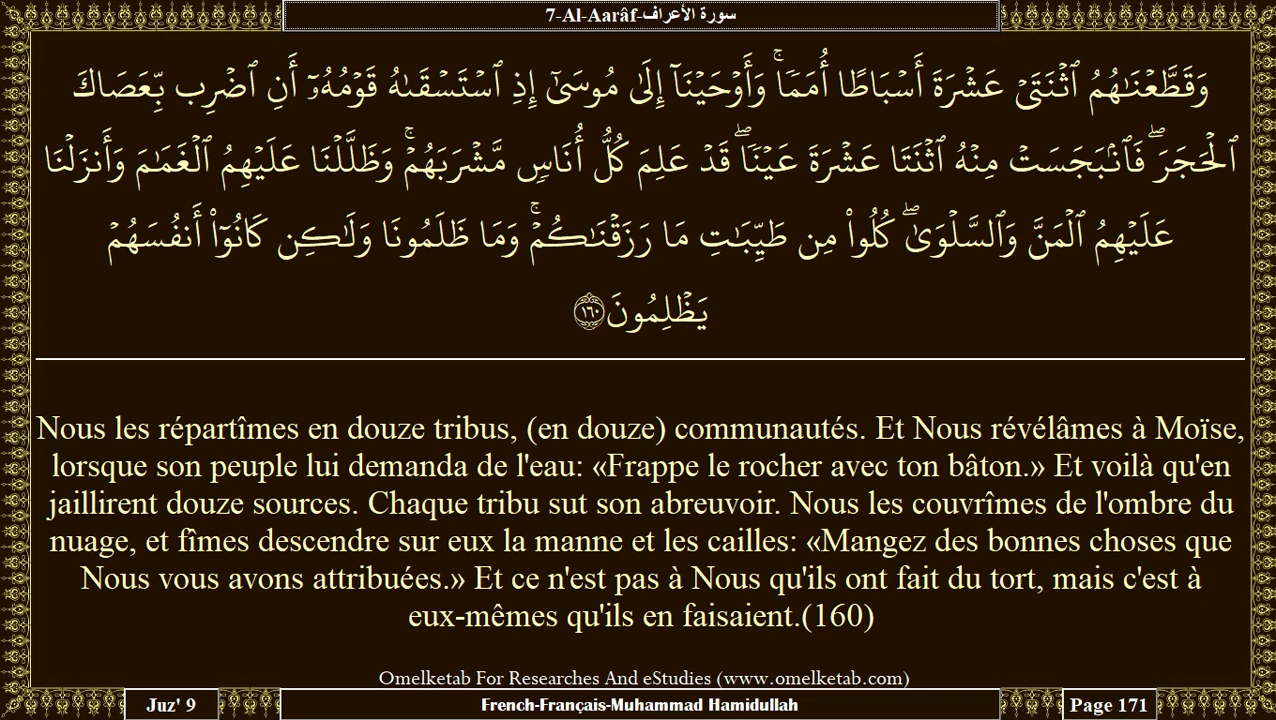 7-Al-Aarâf-سورة الأعراف
وَقَطَّعۡنَٰهُمُ ٱثۡنَتَيۡ عَشۡرَةَ أَسۡبَاطًا أُمَمٗاۚ وَأَوۡحَيۡنَآ إِلَىٰ مُوسَىٰٓ إِذِ ٱسۡتَسۡقَىٰهُ قَوۡمُهُۥٓ أَنِ ٱضۡرِب بِّعَصَاكَ
ٱلۡحَجَرَۖ فَٱنۢبَجَسَتۡ مِنۡهُ ٱثۡنَتَا عَشۡرَةَ عَيۡنٗاۖ قَدۡ عَلِمَ كُلُّ أُنَاسٖ مَّشۡرَبَهُمۡۚ وَظَلَّلۡنَا عَلَيۡهِمُ ٱلۡغَمَٰمَ وَأَنزَلۡنَا
عَلَيۡهِمُ ٱلۡمَنَّ وَٱلسَّلۡوَىٰۖ كُلُواْ مِن طَيِّبَٰتِ مَا رَزَقۡنَٰكُمۡۚ وَمَا ظَلَمُونَا وَلَٰكِن كَانُوٓاْ أَنفُسَهُمۡ
يَظۡلِمُونَ ١٦٠
Nous les répartîmes en douze tribus, (en douze) communautés. Et Nous révélâmes à Moïse,
lorsque son peuple lui demanda de l'eau: «Frappe le rocher avec ton bâton.» Et voilà qu'en
jaillirent douze sources. Chaque tribu sut son abreuvoir. Nous les couvrîmes de l'ombre du
nuage, et fîmes descendre sur eux la manne et les cailles: «Mangez des bonnes choses que
Nous vous avons attribuées.» Et ce n'est pas à Nous qu'ils ont fait du tort, mais c'est à
eux-mêmes qu'ils en faisaient.(160)
Omelketab For Researches And eStudies (www.omelketab.com)
Juz' 9
French-Français-Muhammad Hamidullah
Page 171